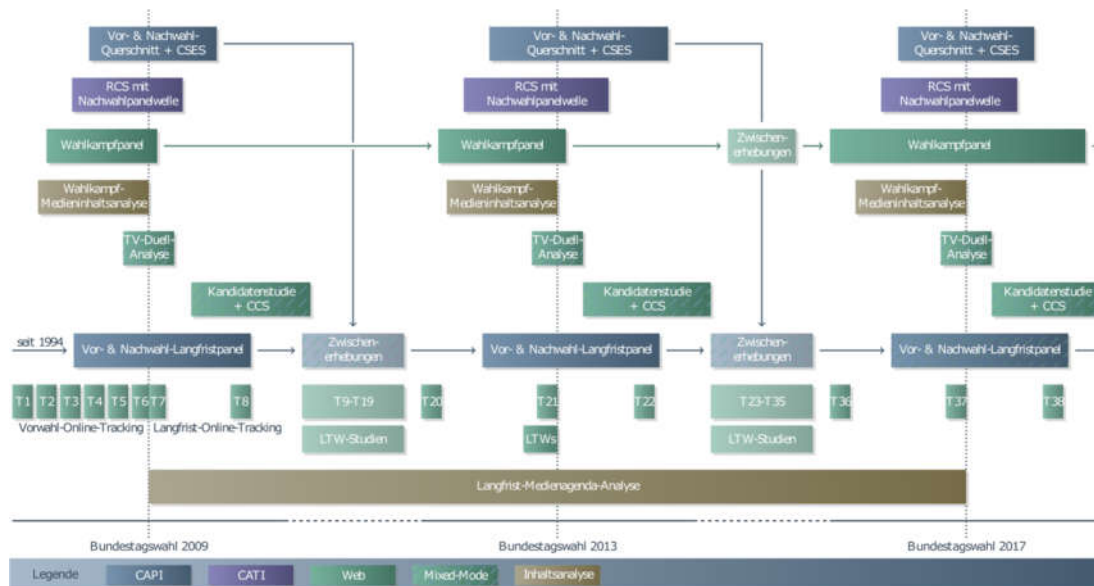 Vor- & Nachwahl-
Querschnitt + CSES
Vor- & Nachwahl-
Querschnitt + CSES
Vor- & Nachwahl-
Querschnitt + CSES
RCS mit
Nachwahlpanelwelle
RCS mit
Nachwahlpanelwelle
RCS mit
Nachwahlpanelwelle
Wahlkampfpanel
Wahlkampfpanel
Zwischen-
erhebungen
Wahlkampfpanel
Wahlkampf-
Medieninhaltsanalyse
Wahlkampf-
Medieninhaltsanalyse
Wahlkampf-
Medieninhaltsanalyse
TV-Duell-
Analyse
TV-Duell-
Analyse
TV-Duell-
Analyse
Kandidatenstudie
+ CCS
Kandidatenstudie
+ CCS
Kandidatenstudie
+ CCS
seit 1994
Vor- & Nachwahl-Langfristpanel
Zwischen-
erhebungen
Vor- & Nachwahl-Langfristpanel
Zwischen-
erhebungen
Vor- & Nachwahl-Langfristpanel
T1 T2 T3 T4 T5 T6 T7 T8 T9-T19 T20 T21 T22 T23-T35 T36 T37 T38
Vorwahl-Online-Tracking Langfrist-Online-Tracking
LTW-Studien LTWs LTW-Studien
Langfrist-Medienagenda-Analyse
Bundestagswahl 2009 Bundestagswahl 2013 Bundestagswahl 2017
Legende CAPI CATI Web Mixed-Mode Inhaltsanalyse